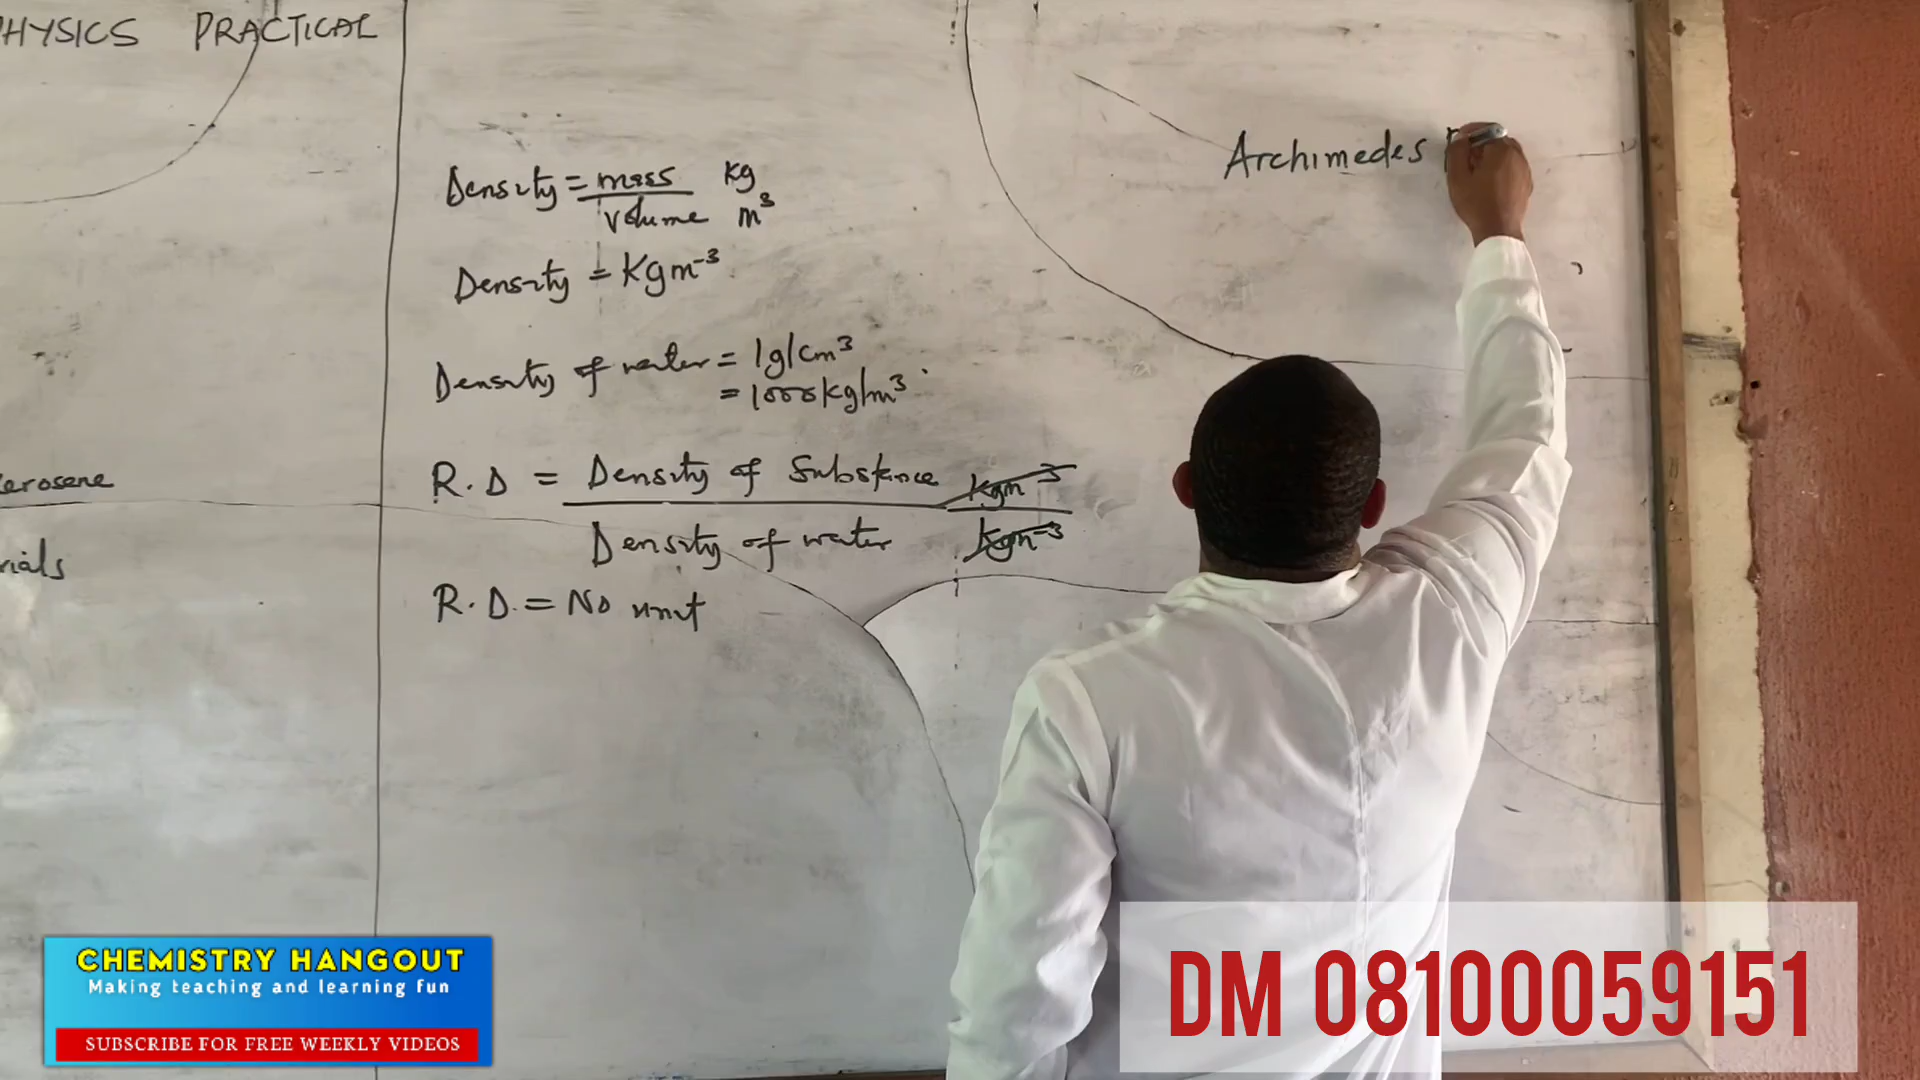 PHYSICS PRACTICAL
erosene
rials
Density = mass kg
volume m³
Density = Kgm⁻³
Density of water = 1g/cm³
= 1000kg/m³
R.D = Density of Substance Kgm⁻³
Density of water Kgm⁻³
R.D. = No unit
Archimedes
CHEMISTRY HANGOUT
Making teaching and learning fun
SUBSCRIBE FOR FREE WEEKLY VIDEOS
DM 08100059151